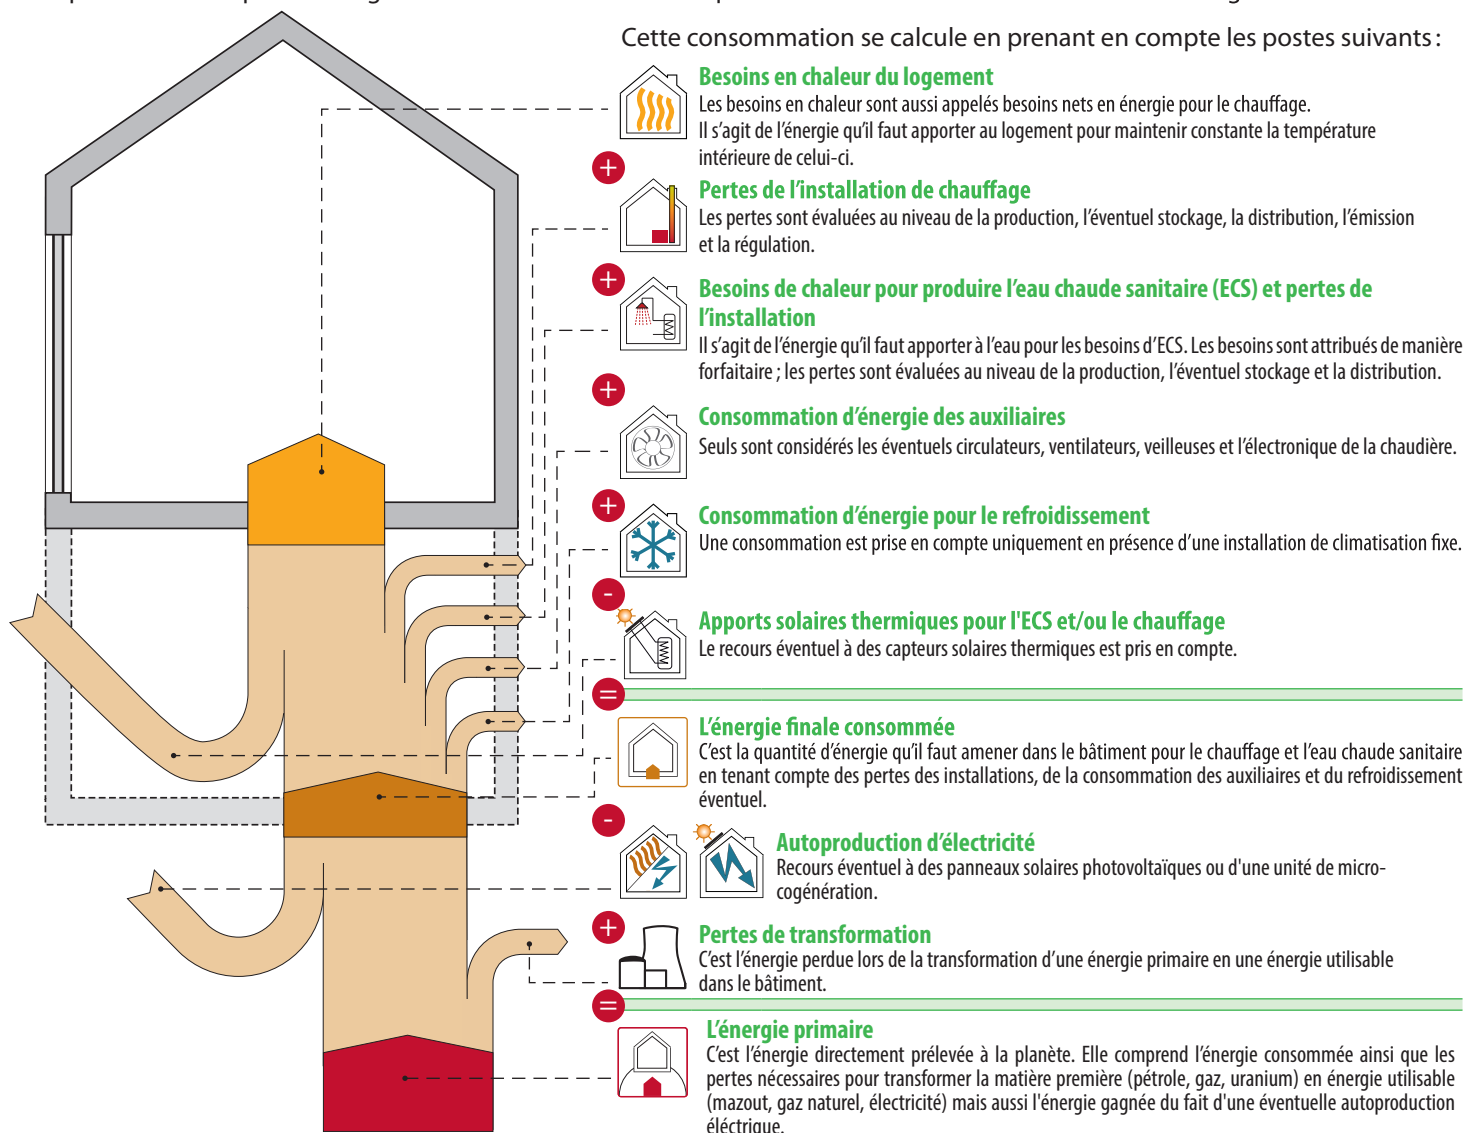 Cette consommation se calcule en prenant en compte les postes suivants :
Besoins en chaleur du logement
Les besoins en chaleur sont aussi appelés besoins nets en énergie pour le chauffage.
Il s’agit de l’énergie qu’il faut apporter au logement pour maintenir constante la température
intérieure de celui-ci.
+
Pertes de l’installation de chauffage
Les pertes sont évaluées au niveau de la production, l’éventuel stockage, la distribution, l’émission
et la régulation.
+
Besoins de chaleur pour produire l’eau chaude sanitaire (ECS) et pertes de
l’installation
Il s’agit de l’énergie qu’il faut apporter à l’eau pour les besoins d’ECS. Les besoins sont attribués de manière
forfaitaire ; les pertes sont évaluées au niveau de la production, l’éventuel stockage et la distribution.
+
Consommation d’énergie des auxiliaires
Seuls sont considérés les éventuels circulateurs, ventilateurs, veilleuses et l’électronique de la chaudière.
+
Consommation d’énergie pour le refroidissement
Une consommation est prise en compte uniquement en présence d’une installation de climatisation fixe.
-
Apports solaires thermiques pour l'ECS et/ou le chauffage
Le recours éventuel à des capteurs solaires thermiques est pris en compte.
=
L’énergie finale consommée
C’est la quantité d’énergie qu’il faut amener dans le bâtiment pour le chauffage et l’eau chaude sanitaire
en tenant compte des pertes des installations, de la consommation des auxiliaires et du refroidissement
éventuel.
-
Autoproduction d’électricité
Recours éventuel à des panneaux solaires photovoltaïques ou d'une unité de micro-
cogénération.
+
Pertes de transformation
C’est l’énergie perdue lors de la transformation d’une énergie primaire en une énergie utilisable
dans le bâtiment.
=
L’énergie primaire
C’est l’énergie directement prélevée à la planète. Elle comprend l’énergie consommée ainsi que les
pertes nécessaires pour transformer la matière première (pétrole, gaz, uranium) en énergie utilisable
(mazout, gaz naturel, électricité) mais aussi l'énergie gagnée du fait d'une éventuelle autoproduction
éléctrique.